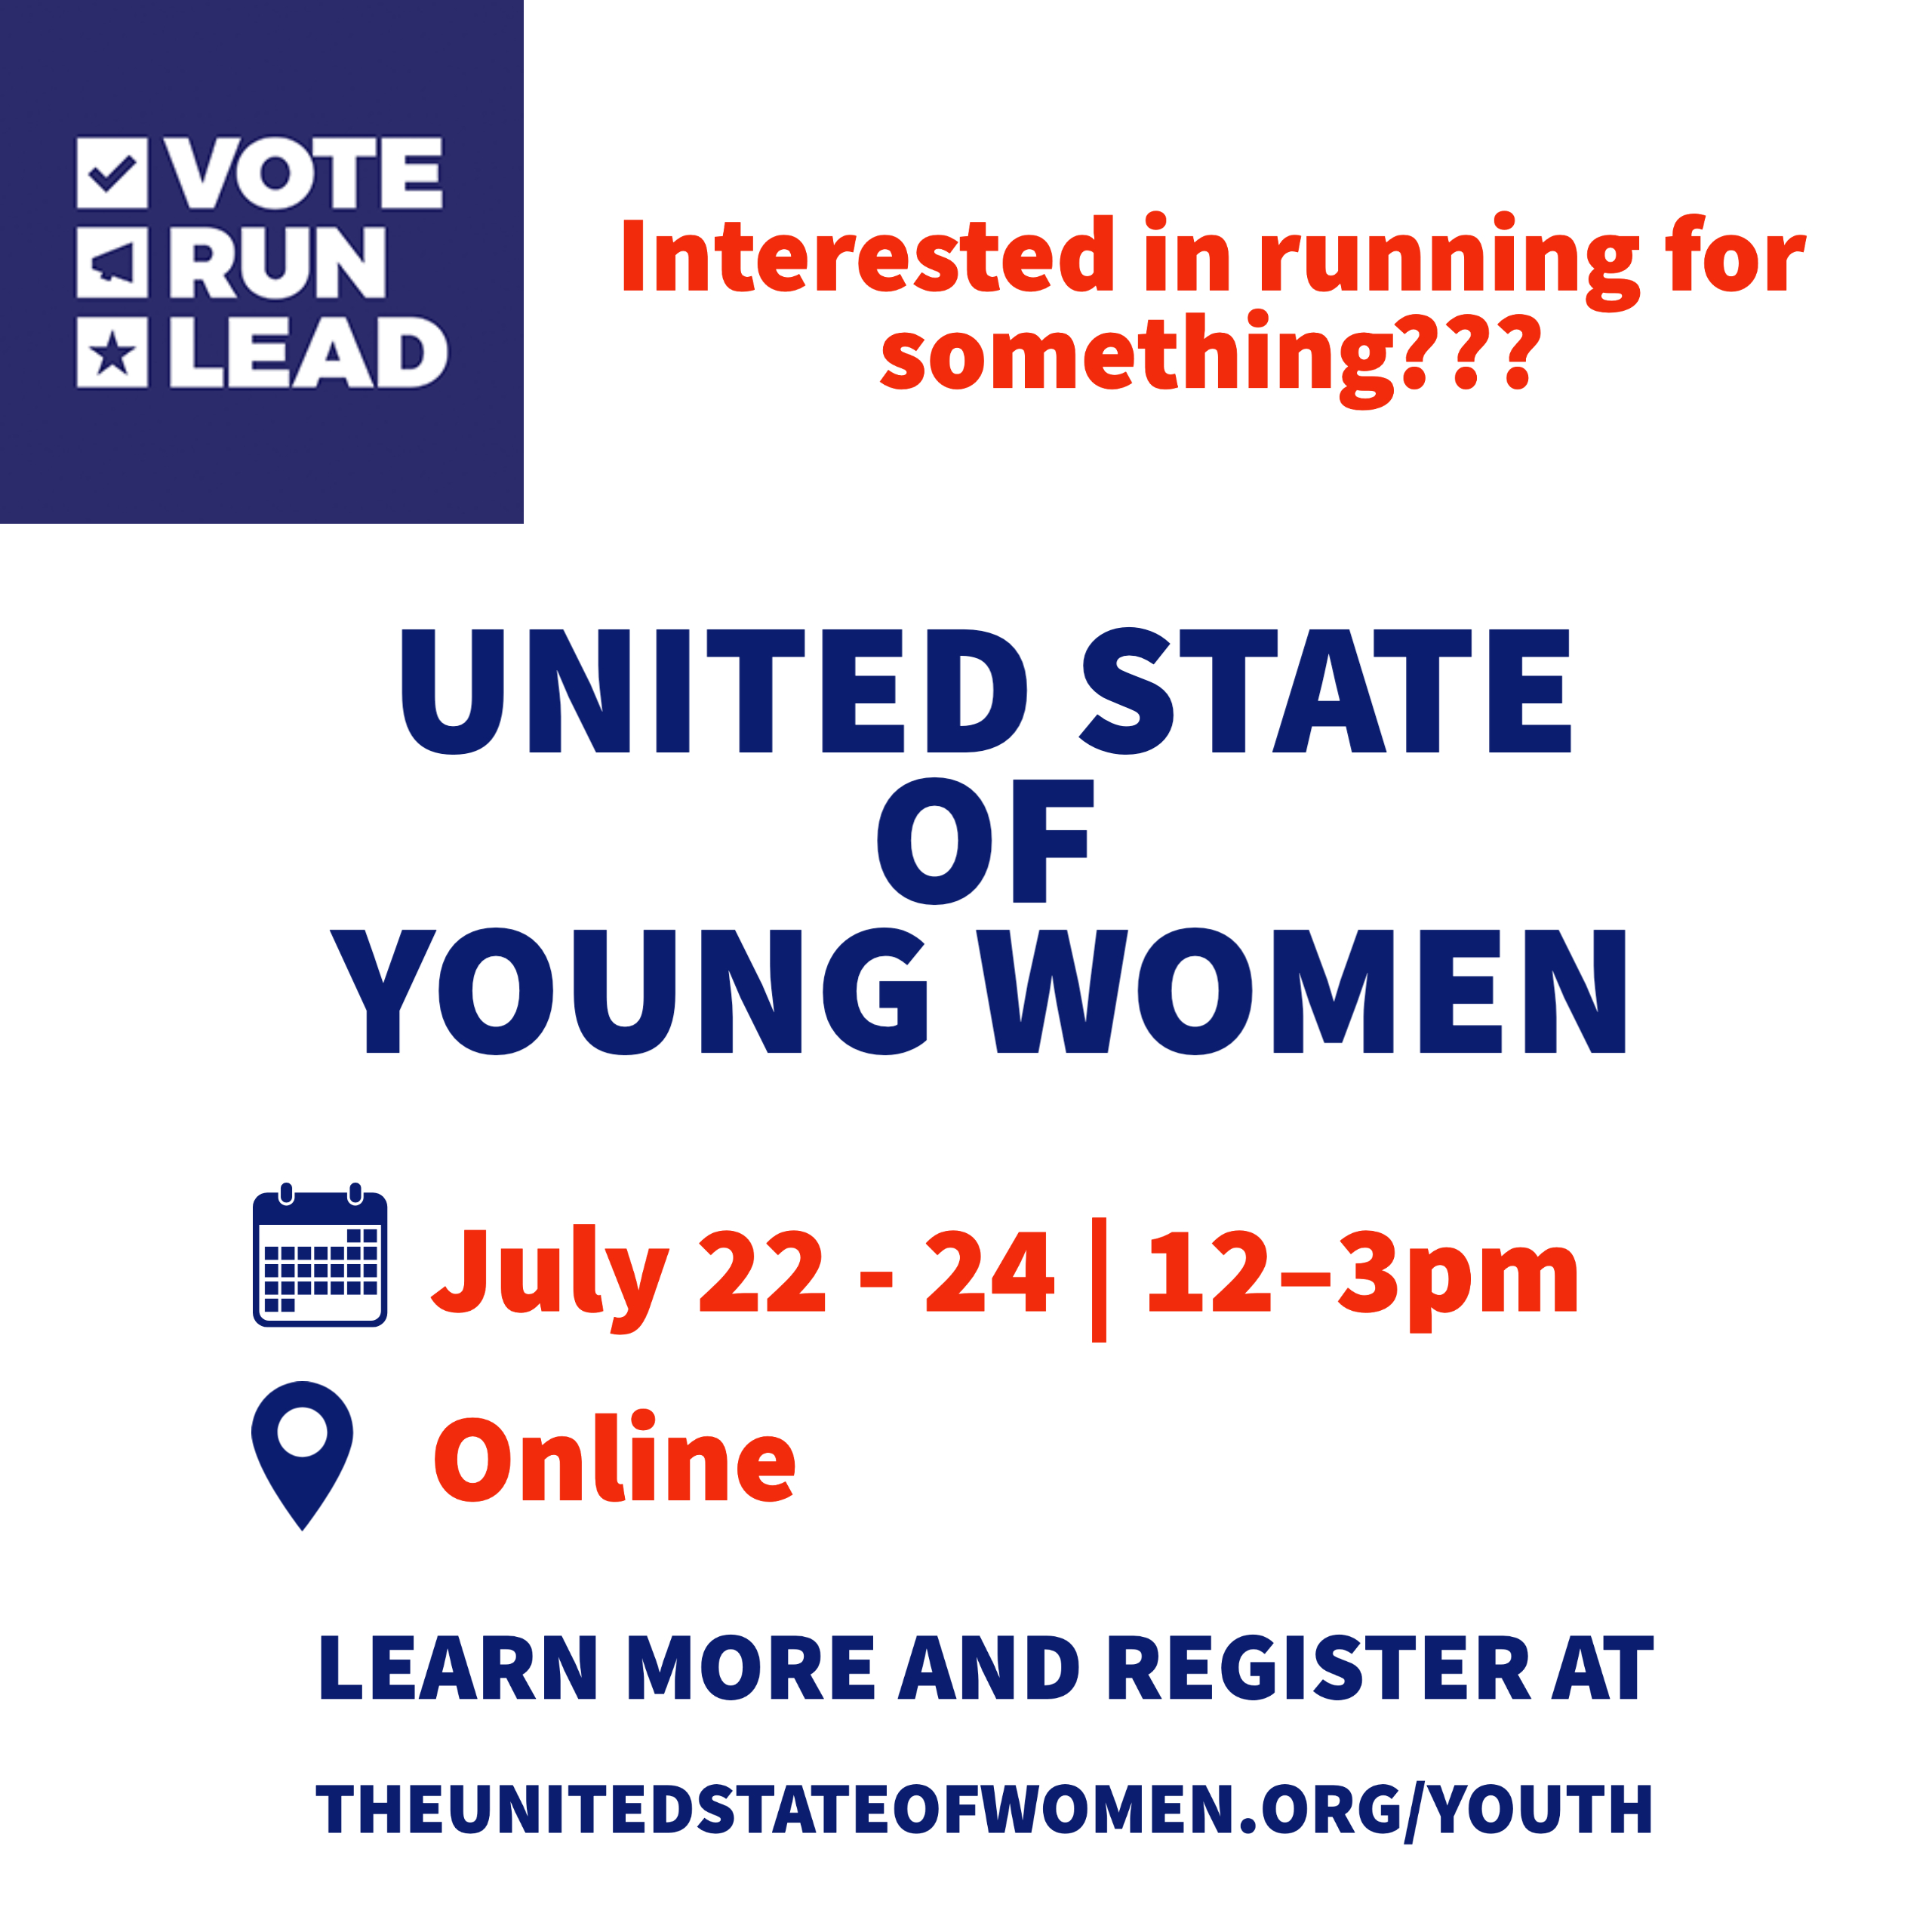 VOTE
RUN
LEAD
Interested in running for
something???
UNITED STATE
OF
YOUNG WOMEN
July 22 - 24 | 12–3pm
Online
LEARN MORE AND REGISTER AT
THEUNITEDSTATEOFWOMEN.ORG/YOUTH